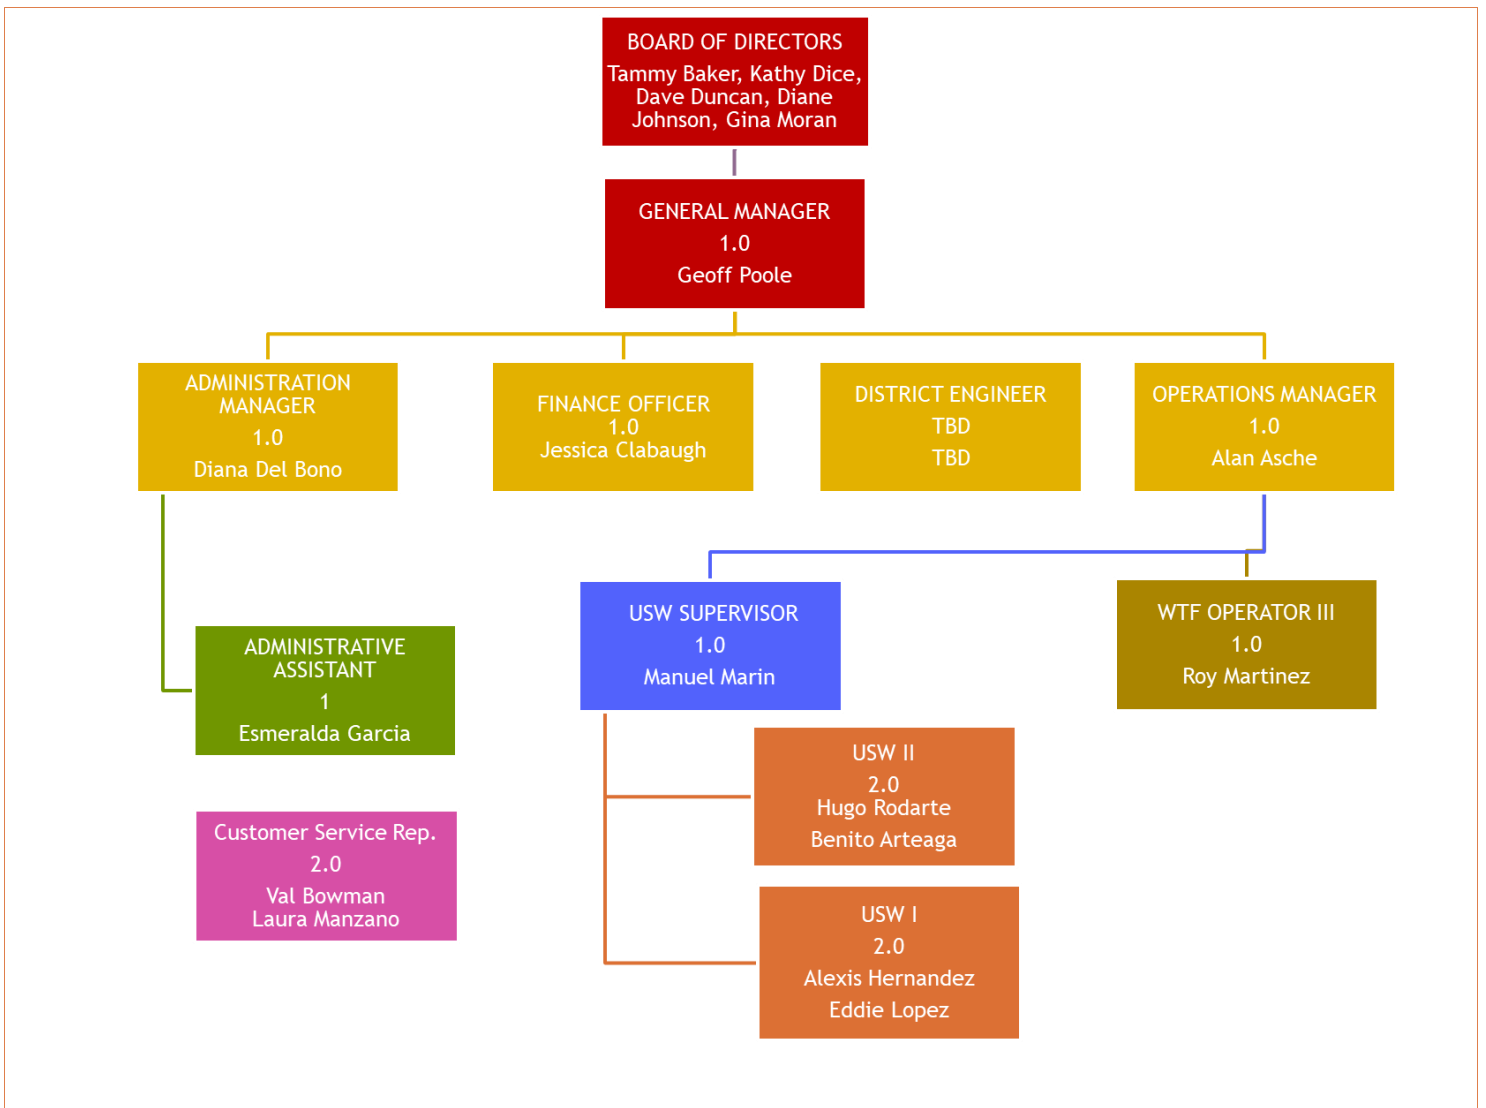 BOARD OF DIRECTORS
Tammy Baker, Kathy Dice,
Dave Duncan, Diane
Johnson, Gina Moran
GENERAL MANAGER
1.0
Geoff Poole
ADMINISTRATION
MANAGER
1.0
Diana Del Bono
FINANCE OFFICER
1.0
Jessica Clabaugh
DISTRICT ENGINEER
TBD
TBD
OPERATIONS MANAGER
1.0
Alan Asche
ADMINISTRATIVE
ASSISTANT
1
Esmeralda Garcia
Customer Service Rep.
2.0
Val Bowman
Laura Manzano
USW SUPERVISOR
1.0
Manuel Marin
WTF OPERATOR III
1.0
Roy Martinez
USW II
2.0
Hugo Rodarte
Benito Arteaga
USW I
2.0
Alexis Hernandez
Eddie Lopez